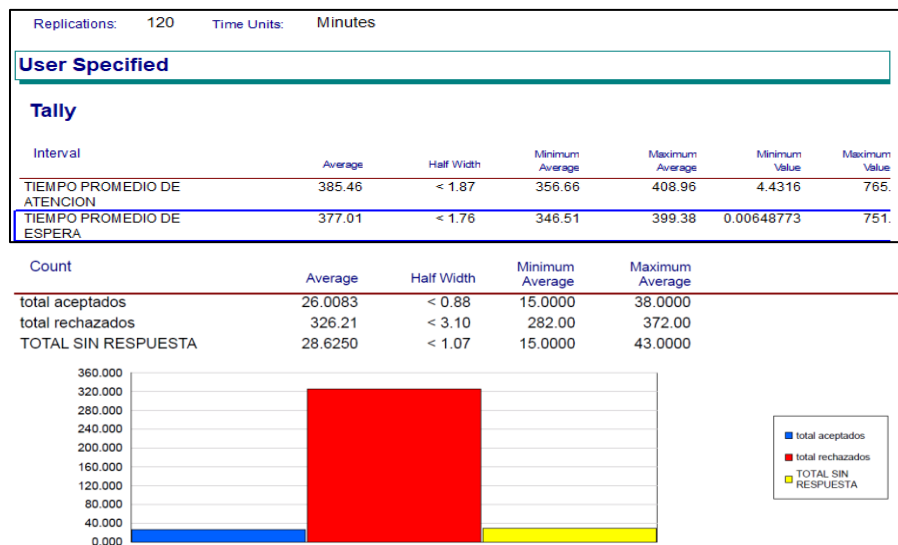 Replications: 120 Time Units: Minutes
User Specified
Tally
Interval Average Half Width Minimum Average Maximum Average Minimum Value Maximum Value
TIEMPO PROMEDIO DE ATENCION 385.46 < 1.87 356.66 408.96 4.4316 765.
TIEMPO PROMEDIO DE ESPERA 377.01 < 1.76 346.51 399.38 0.00648773 751.
Count Average Half Width Minimum Average Maximum Average
total aceptados 26.0083 < 0.88 15.0000 38.0000
total rechazados 326.21 < 3.10 282.00 372.00
TOTAL SIN RESPUESTA 28.6250 < 1.07 15.0000 43.0000
360.000
320.000
280.000
240.000
200.000
160.000
120.000
80.000
40.000
0.000
total aceptados
total rechazados
TOTAL SIN
RESPUESTA